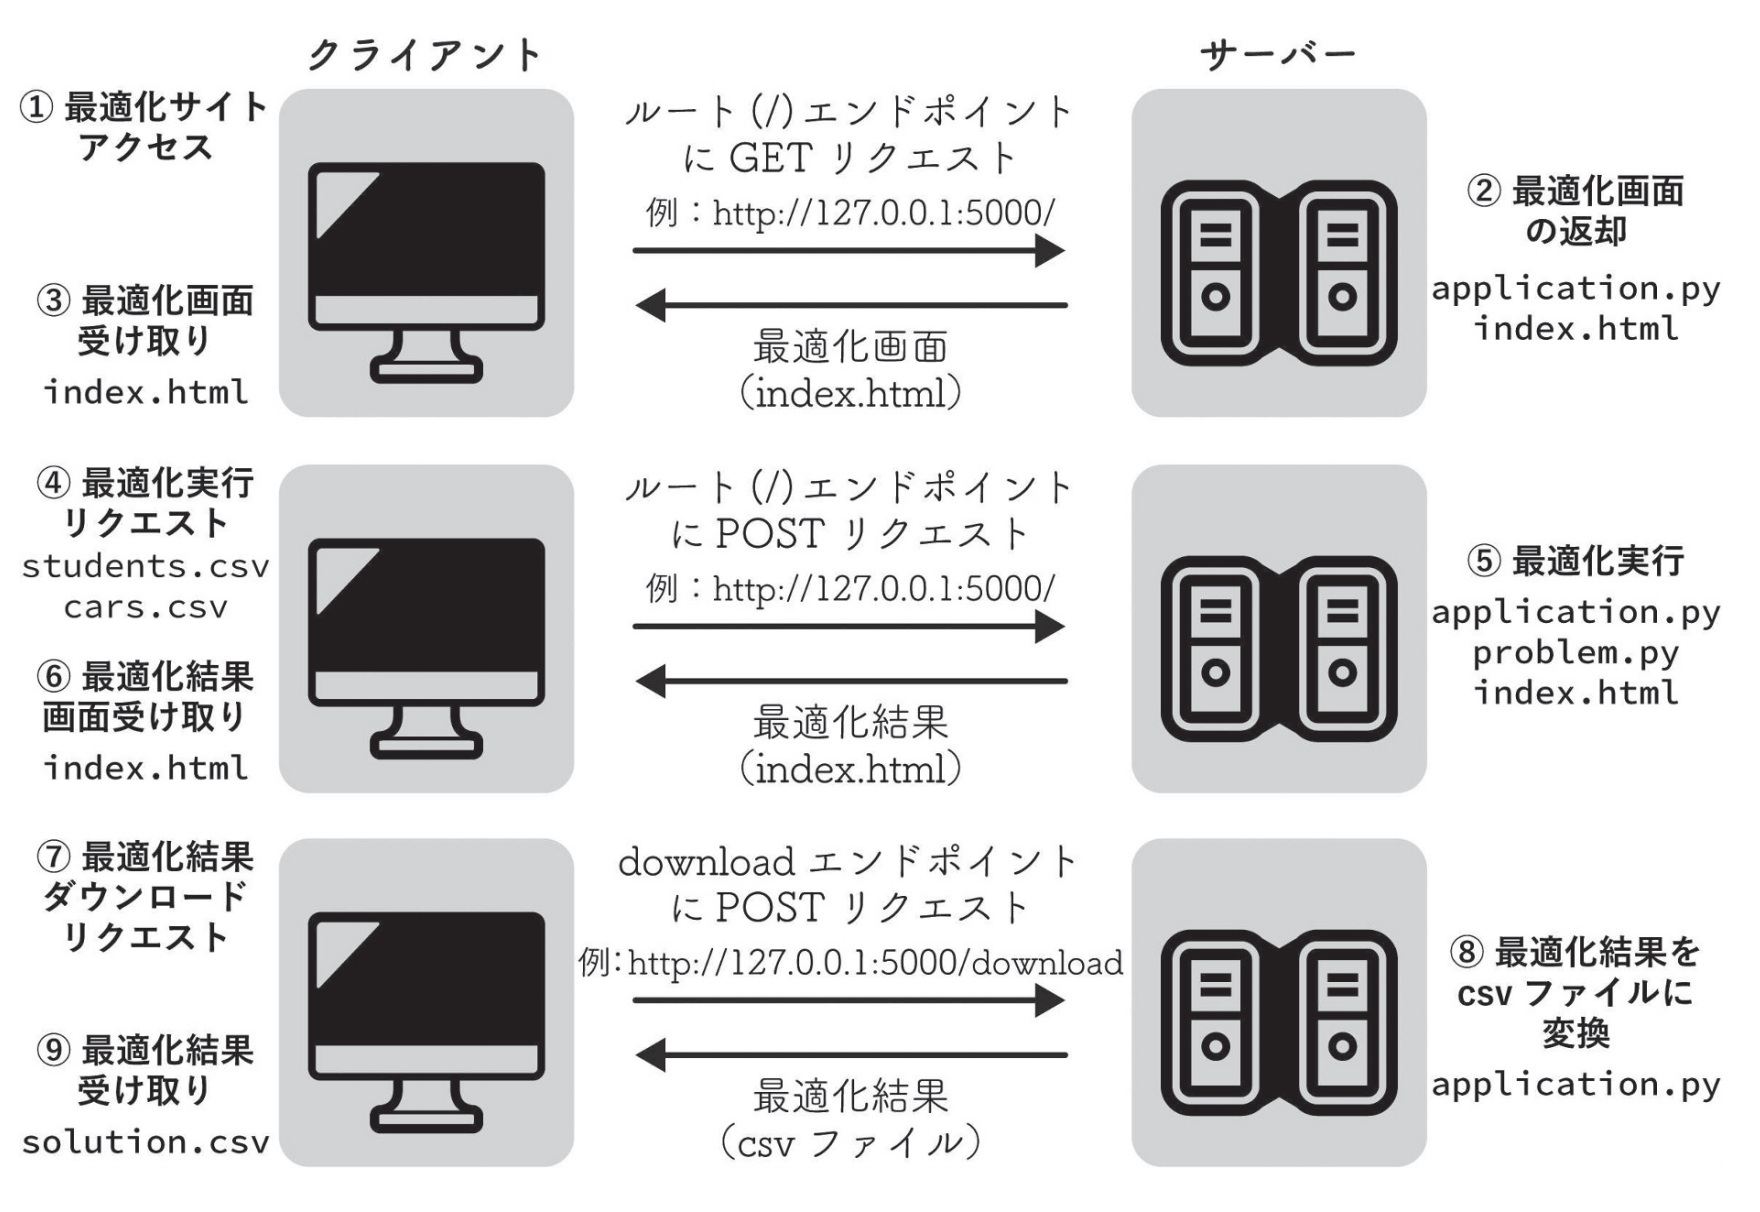 クライアント
サーバー
① 最適化サイト
アクセス
ルート(/)エンドポイント
に GET リクエスト
例：http://127.0.0.1:5000/
② 最適化画面
の返却
application.py
index.html
③ 最適化画面
受け取り
index.html
最適化画面
（index.html）
④ 最適化実行
リクエスト
students.csv
cars.csv
ルート(/)エンドポイント
に POST リクエスト
例：http://127.0.0.1:5000/
⑤ 最適化実行
application.py
problem.py
index.html
⑥ 最適化結果
画面受け取り
index.html
最適化結果
（index.html）
⑦ 最適化結果
ダウンロード
リクエスト
download エンドポイント
に POST リクエスト
例：http://127.0.0.1:5000/download
⑧ 最適化結果を
csv ファイルに
変換
application.py
⑨ 最適化結果
受け取り
solution.csv
最適化結果
（csv ファイル）